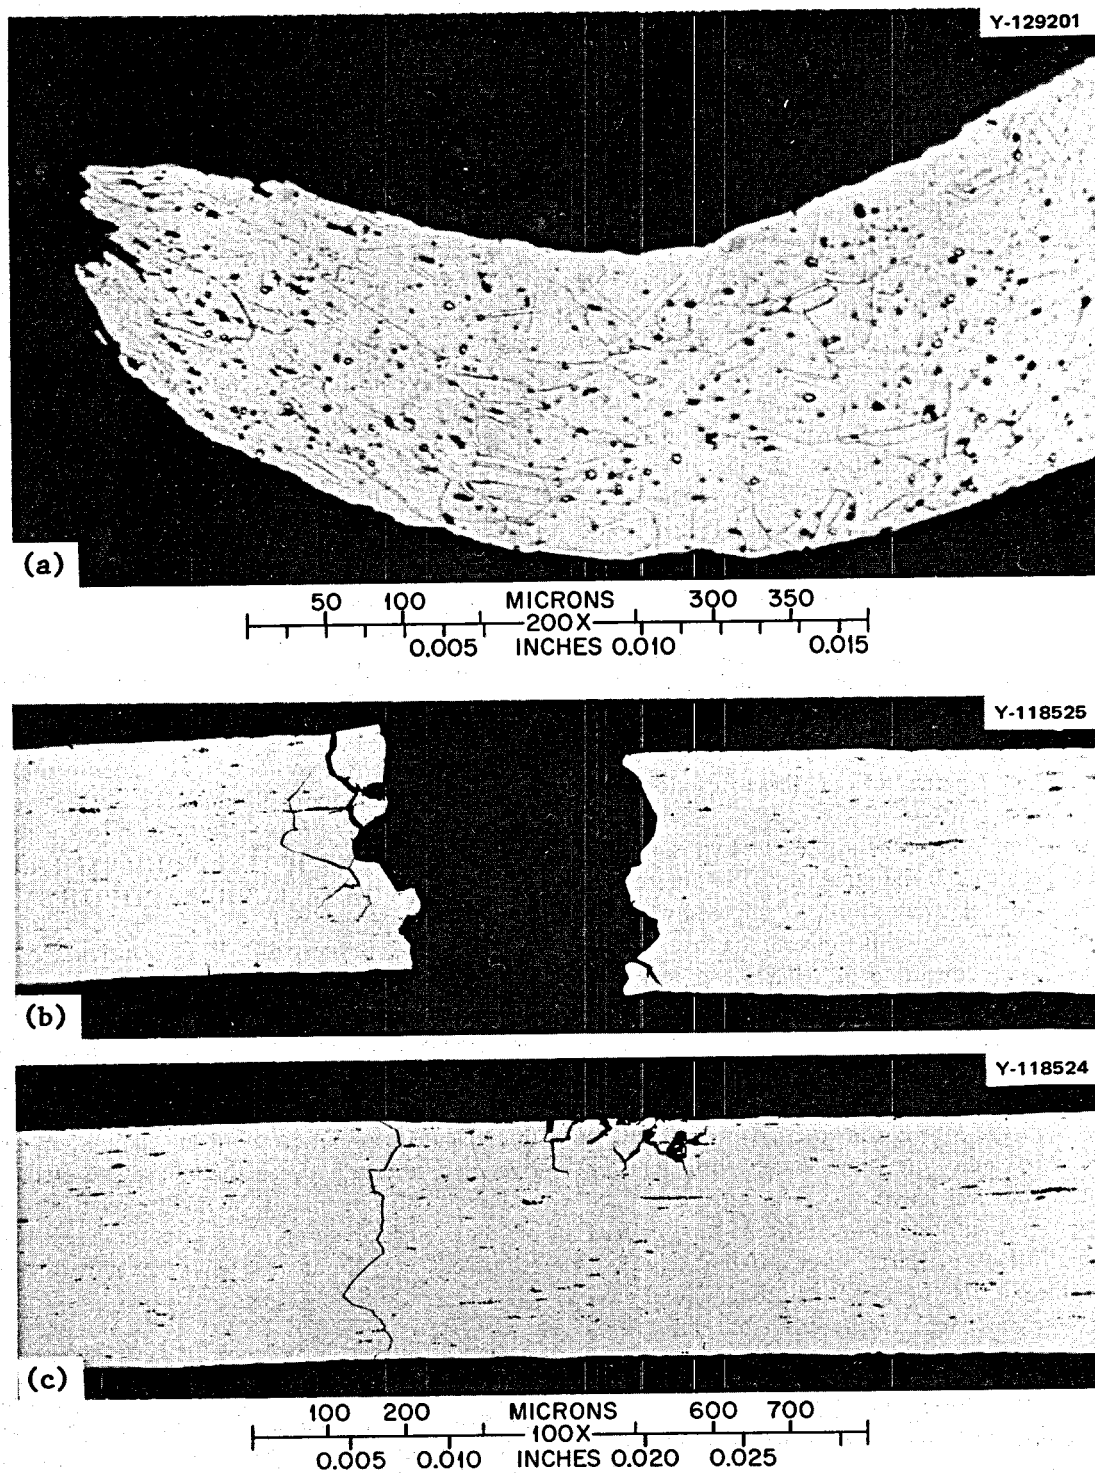 Y-129201
(a)
50 100 MICRONS 300 350
200X
0.005 INCHES 0.010 0.015
Y-118525
(b)
Y-118524
(c)
100 200 MICRONS 600 700
100X
0.005 0.010 INCHES 0.020 0.025